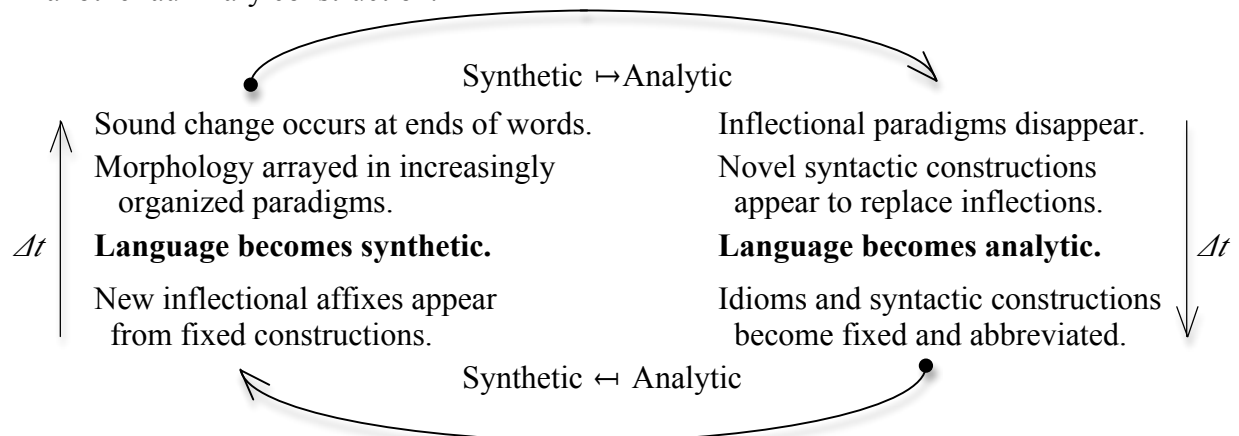 Synthetic ↦Analytic
Sound change occurs at ends of words.
Morphology arrayed in increasingly
organized paradigms.
Δt
Language becomes synthetic.
New inflectional affixes appear
from fixed constructions.
Inflectional paradigms disappear.
Novel syntactic constructions
appear to replace inflections.
Language becomes analytic.
Δt
Idioms and syntactic constructions
become fixed and abbreviated.
Synthetic ↤ Analytic